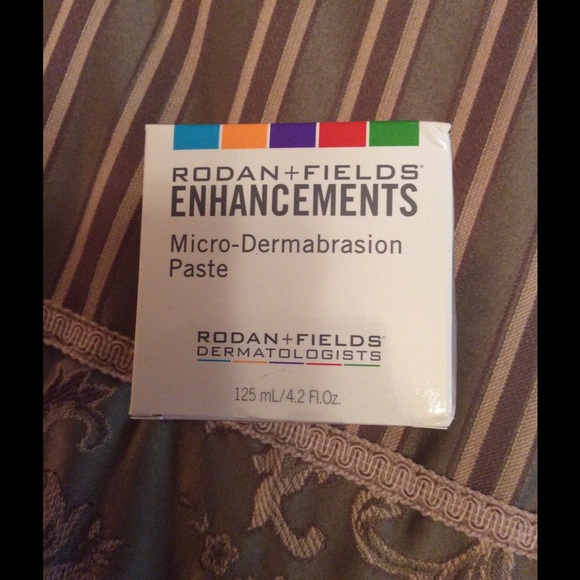 RODAN+FIELDS®
ENHANCEMENTS
Micro-Dermabrasion
Paste
RODAN+FIELDS®
DERMATOLOGISTS
125 mL/4.2 Fl.Oz.